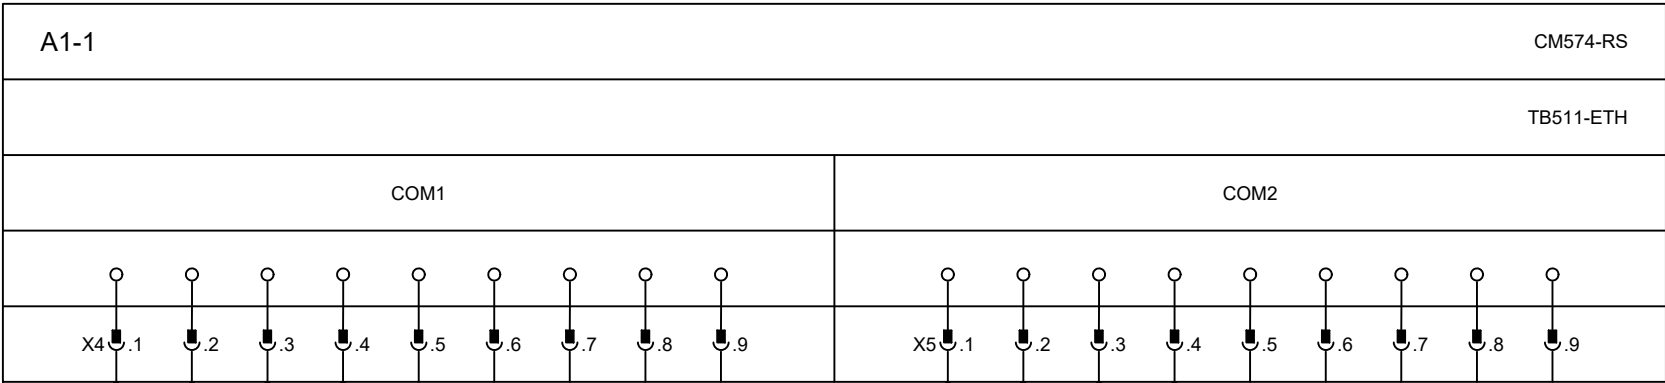 A1-1 CM574-RS
TB511-ETH
COM1 COM2
X4 .1 .2 .3 .4 .5 .6 .7 .8 .9 X5 .1 .2 .3 .4 .5 .6 .7 .8 .9